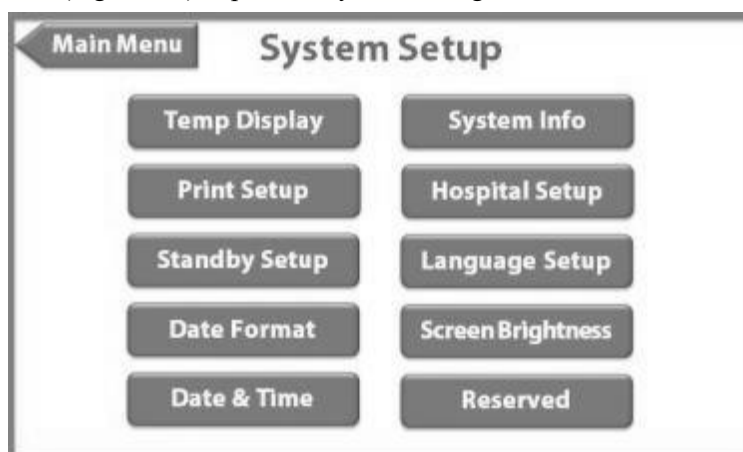 Main Menu
System Setup
Temp Display
System Info
Print Setup
Hospital Setup
Standby Setup
Language Setup
Date Format
Screen Brightness
Date & Time
Reserved